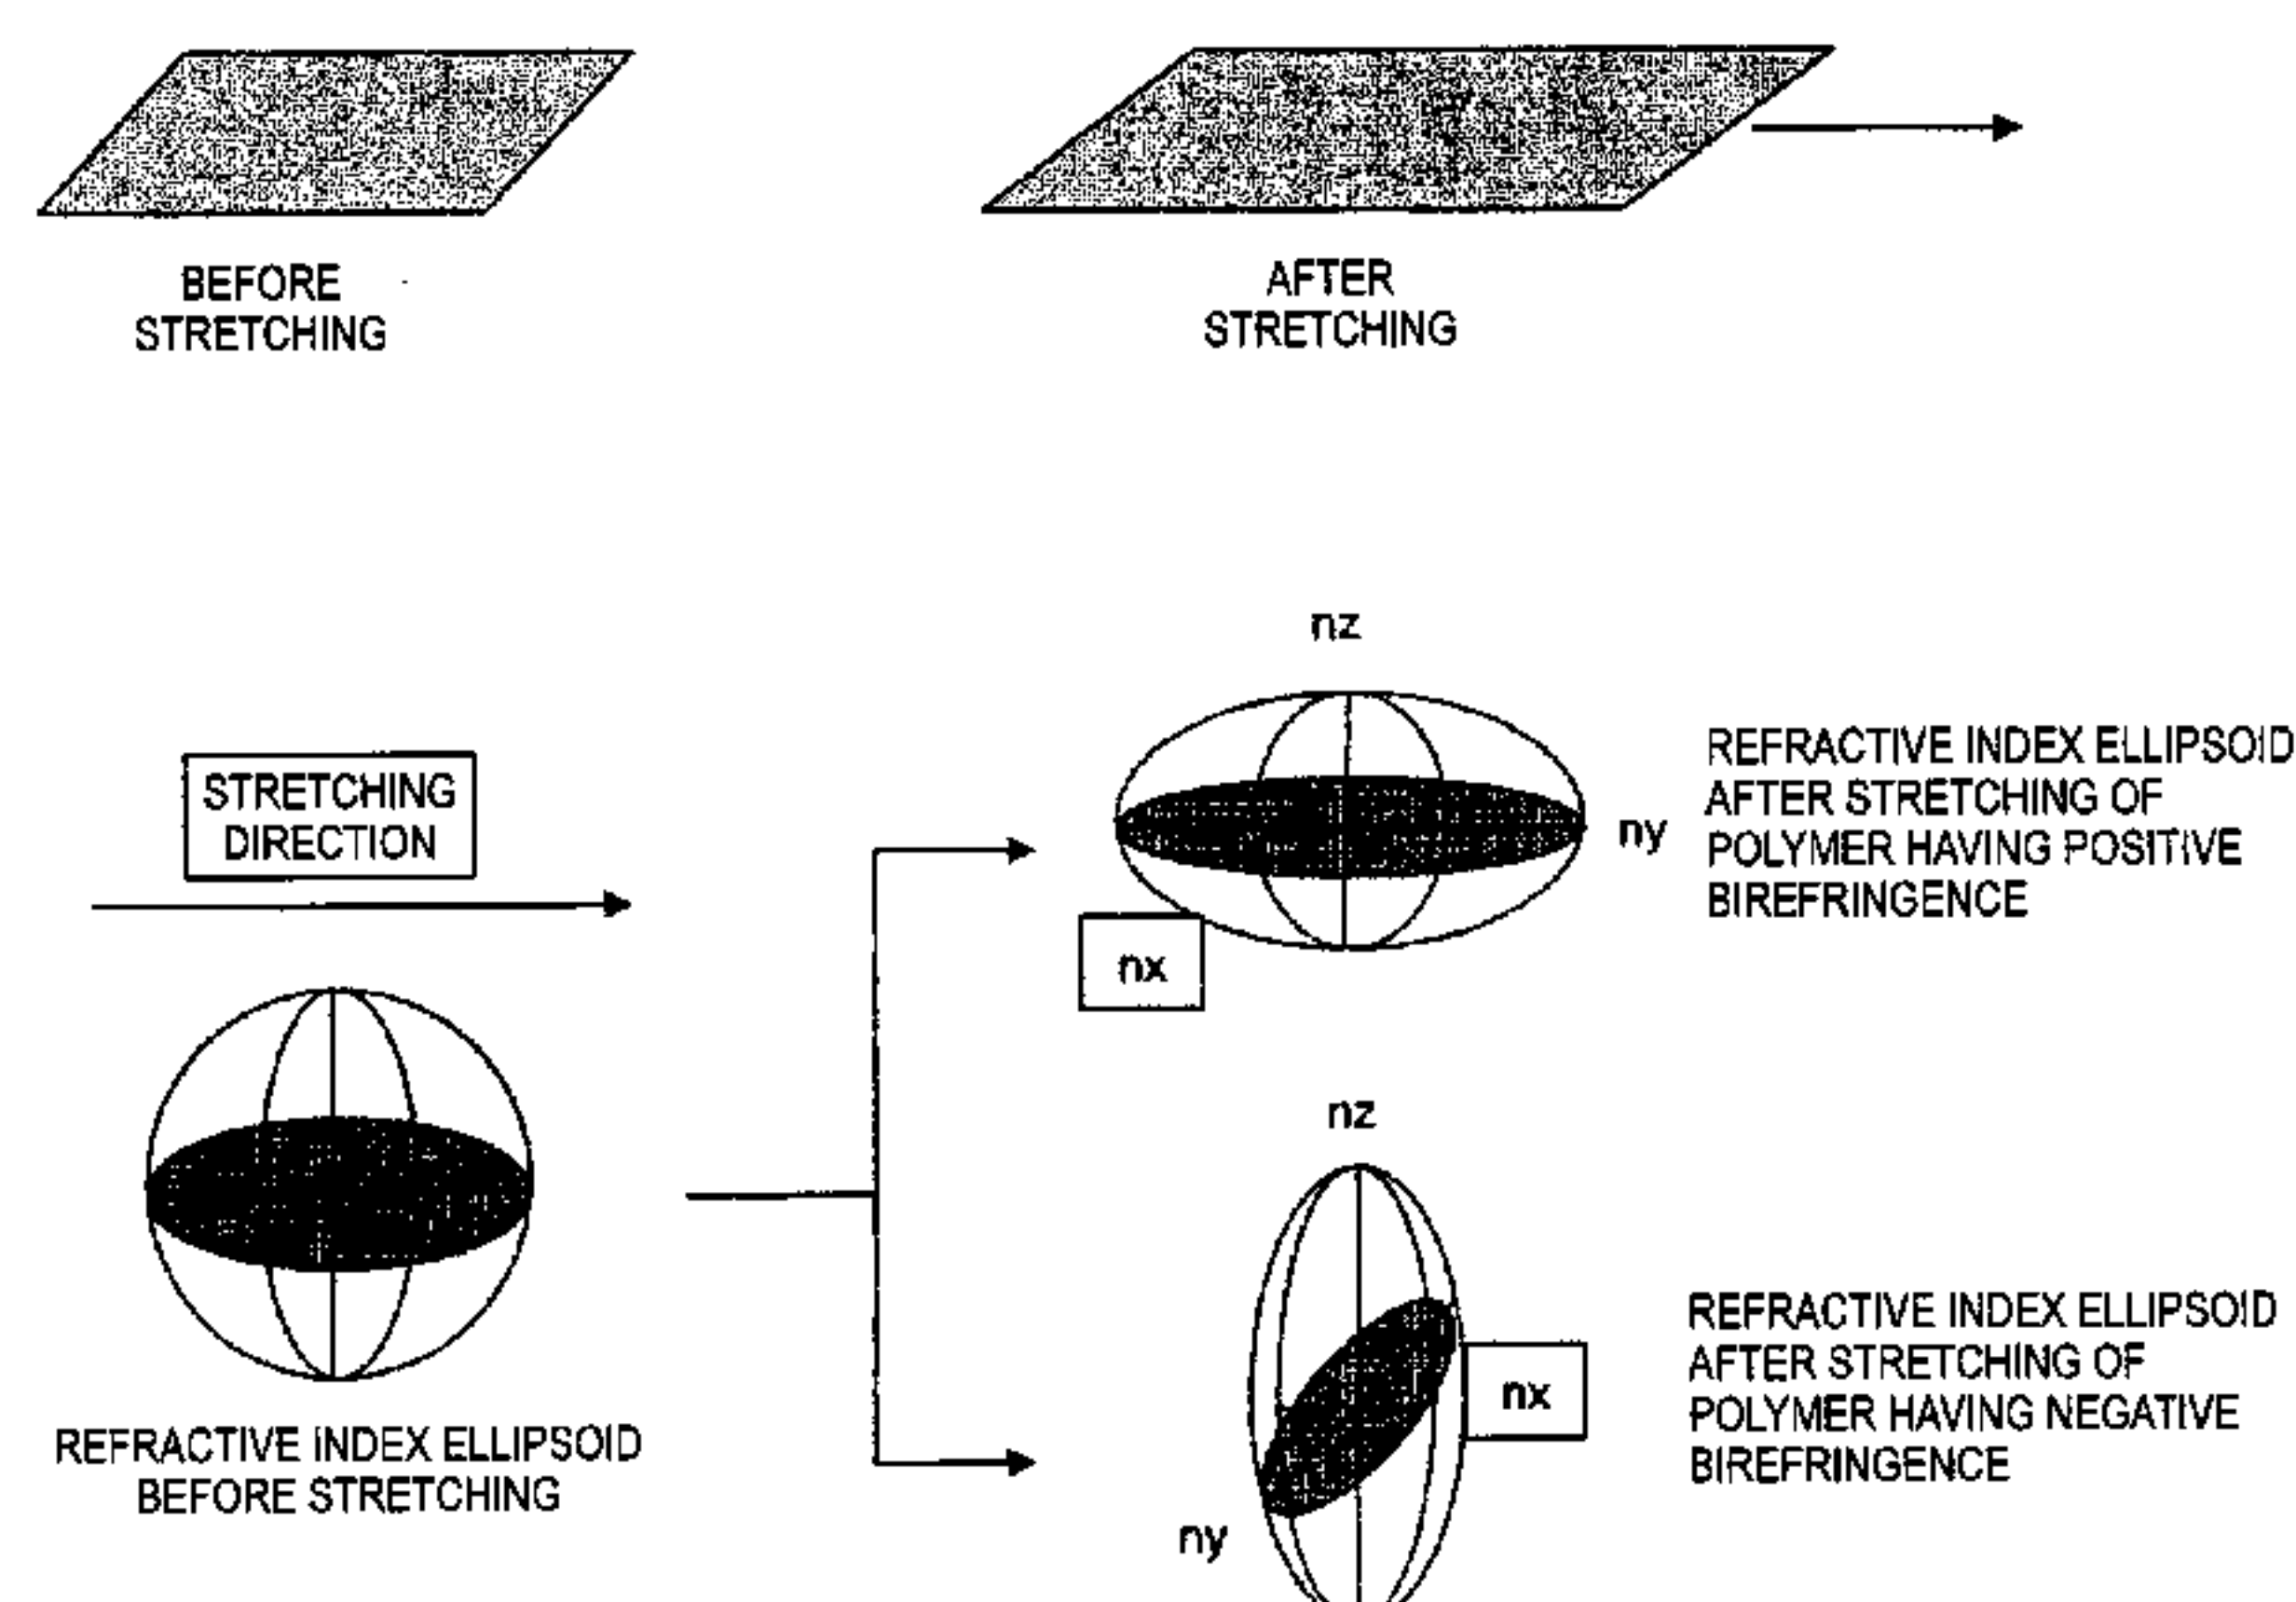 BEFORE
STRETCHING
AFTER
STRETCHING
STRETCHING
DIRECTION
REFRACTIVE INDEX ELLIPSOID
BEFORE STRETCHING
nz
ny
nx
REFRACTIVE INDEX ELLIPSOID
AFTER STRETCHING OF
POLYMER HAVING POSITIVE
BIREFRINGENCE
nz
nx
ny
REFRACTIVE INDEX ELLIPSOID
AFTER STRETCHING OF
POLYMER HAVING NEGATIVE
BIREFRINGENCE